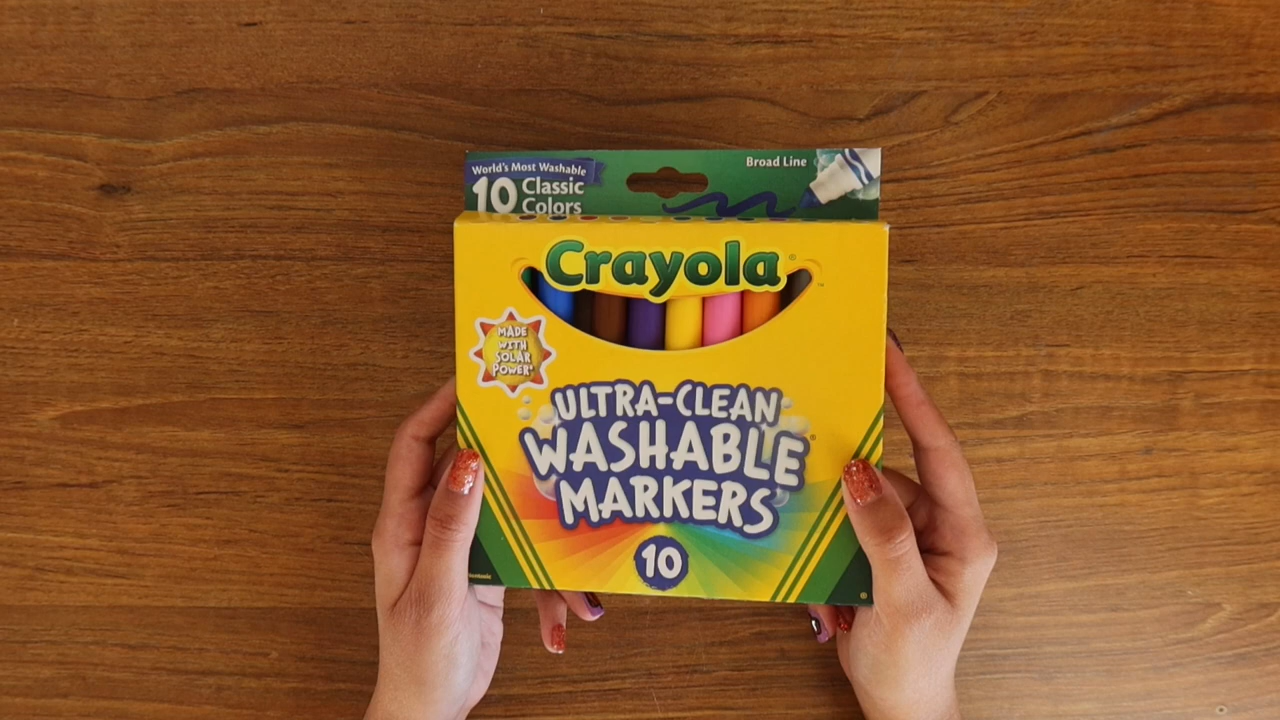 World's Most Washable
10 Classic
Colors
Broad Line
Crayola
MADE
WITH
SOLAR
POWER*
ULTRA-CLEAN
WASHABLE
MARKERS
10